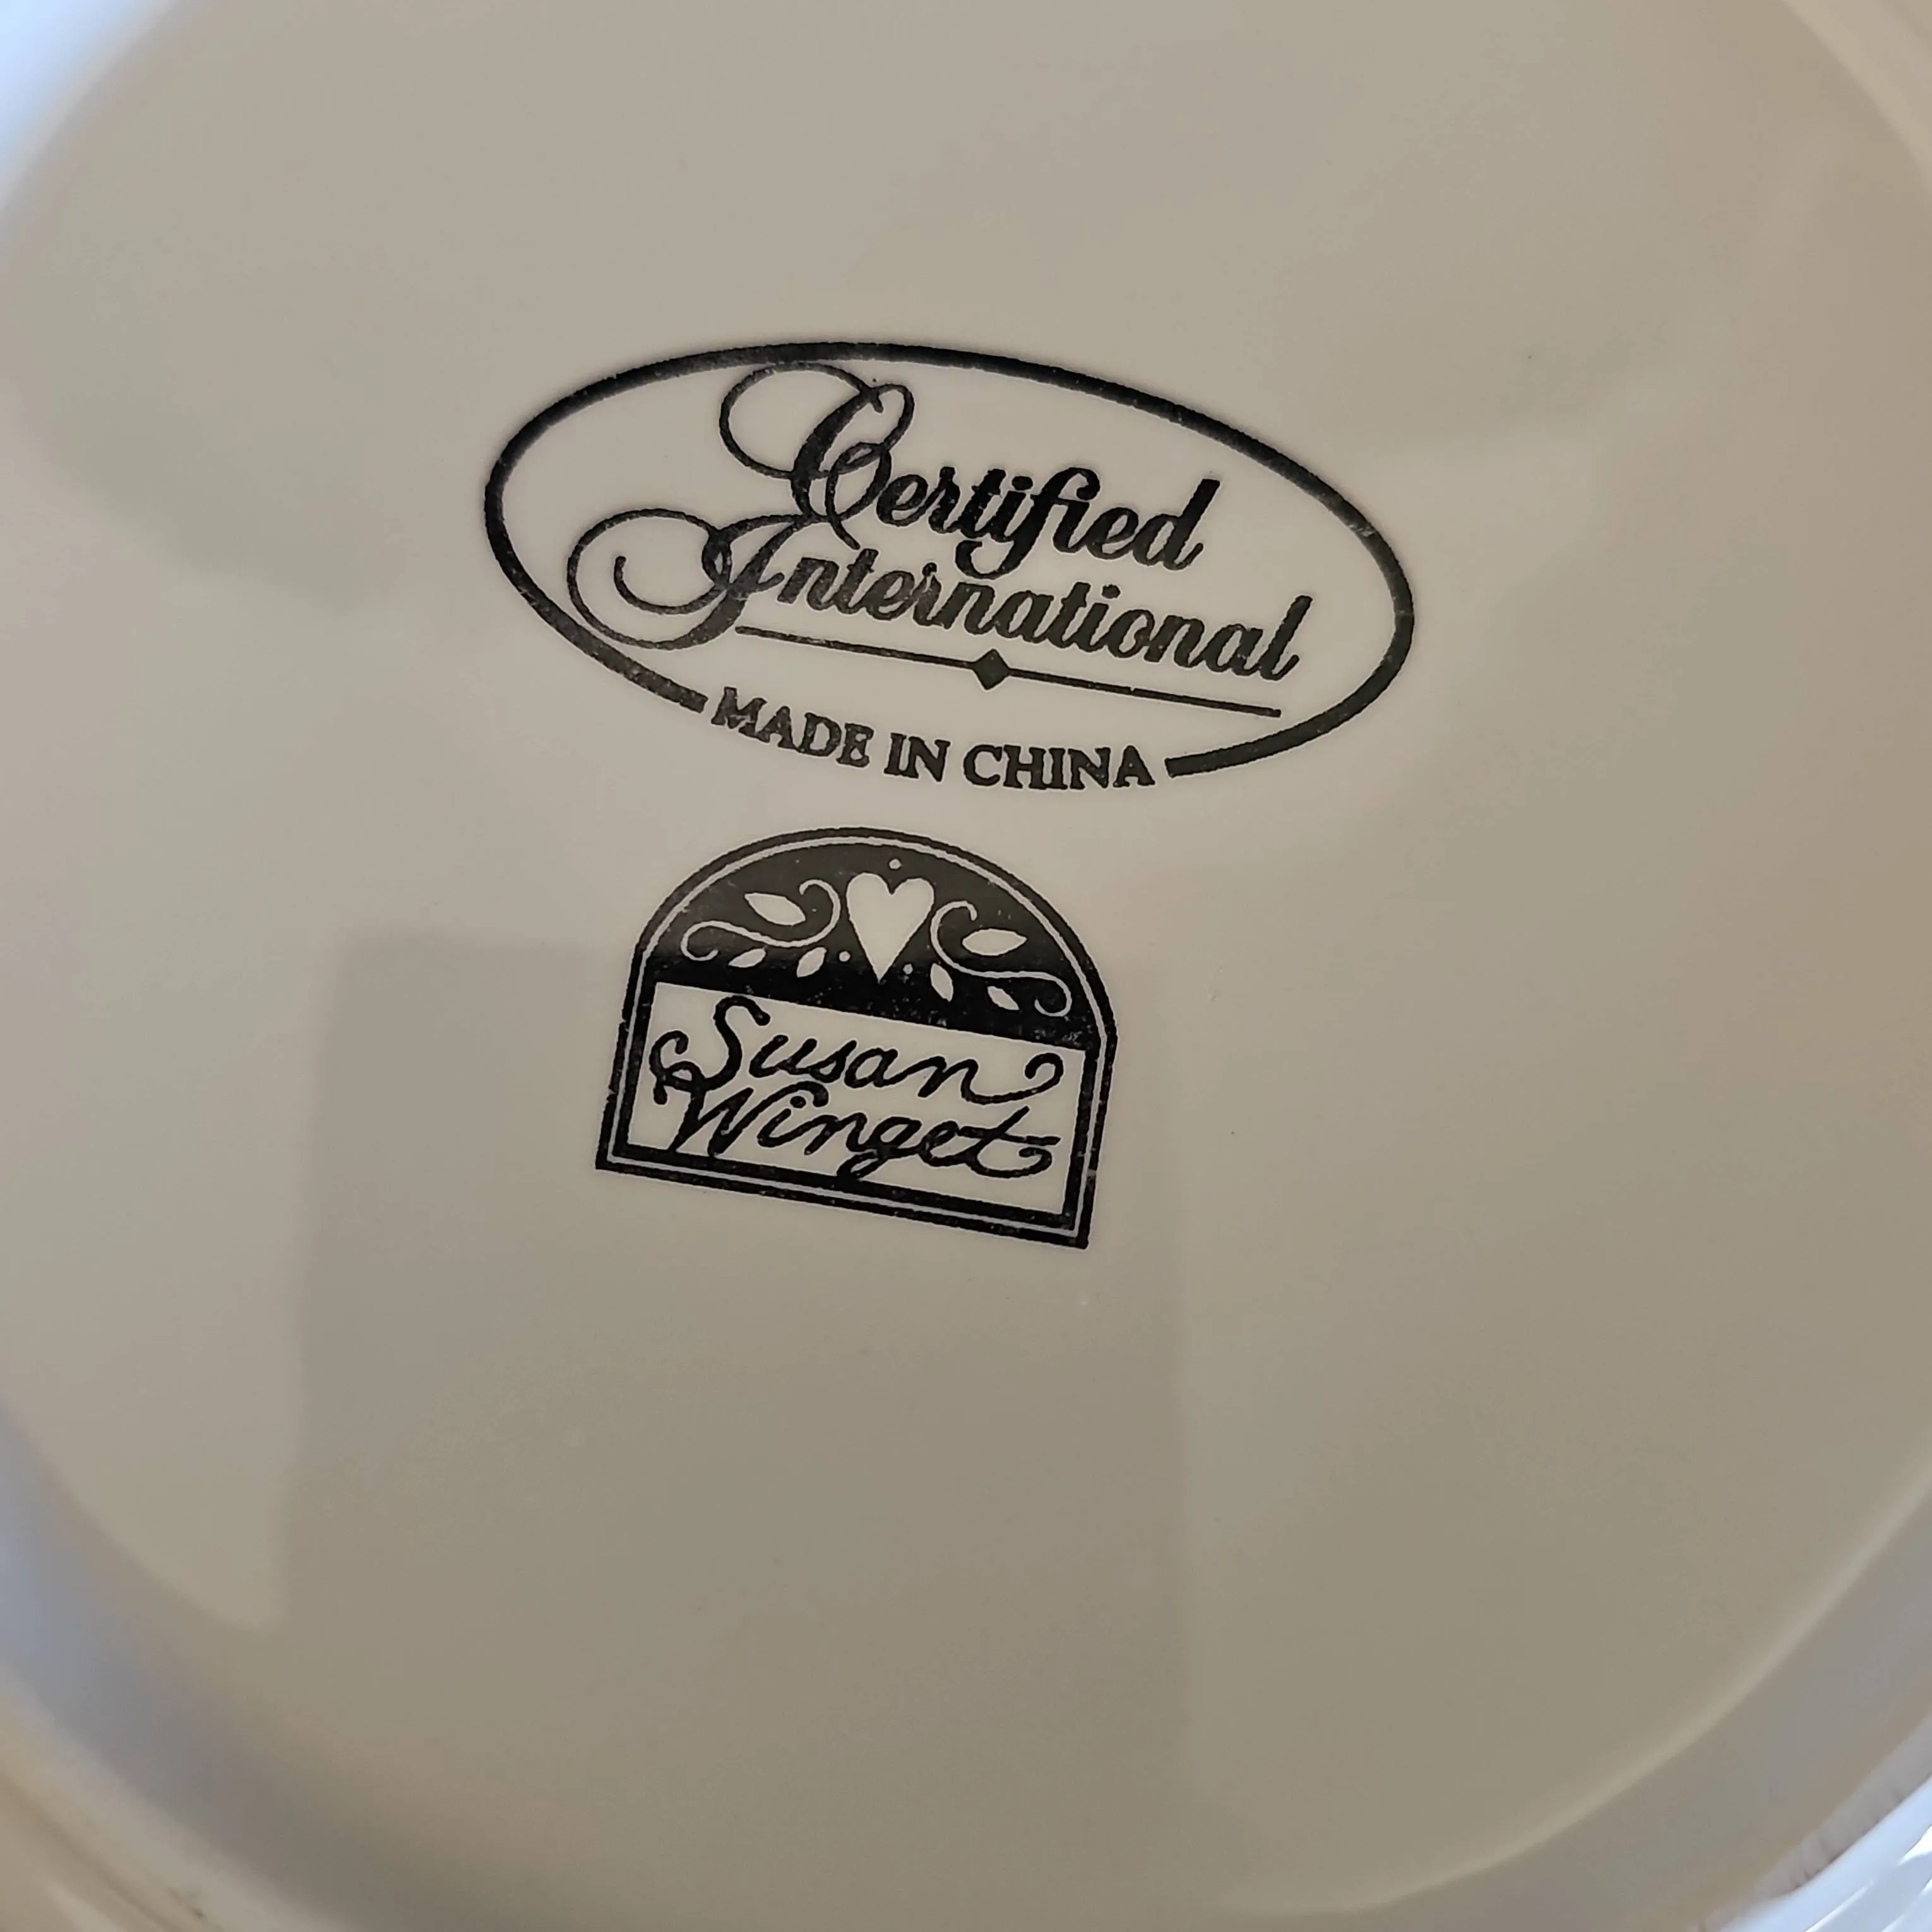 Certified
International
MADE IN CHINA
Susan
Winget